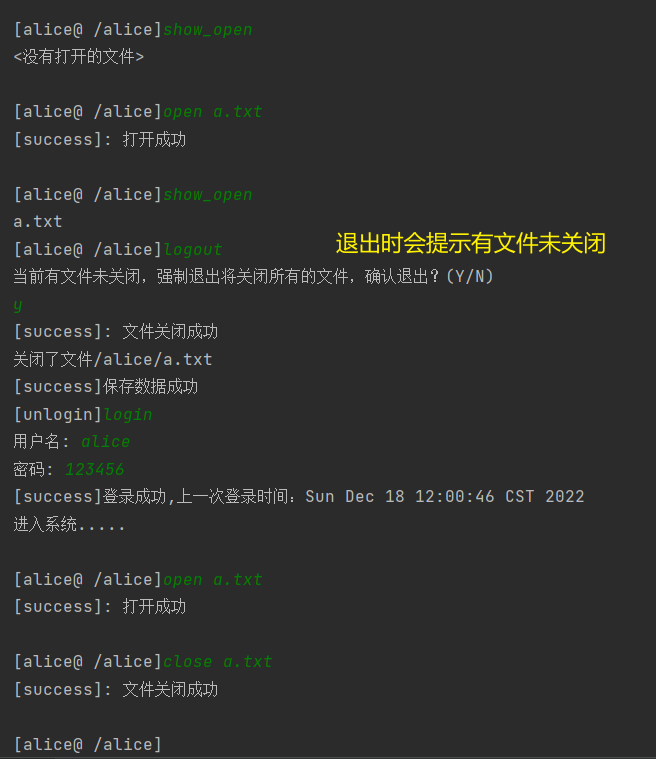 [alice@ /alice]show_open
<没有打开的文件>
[alice@ /alice]open a.txt
[success]: 打开成功
[alice@ /alice]show_open
a.txt
[alice@ /alice]logout
退出时会提示有文件未关闭
当前有文件未关闭，强制退出将关闭所有的文件，确认退出？(Y/N)
y
[success]: 文件关闭成功
关闭了文件/alice/a.txt
[success]保存数据成功
[unlogin]login
用户名: alice
密码: 123456
[success]登录成功,上一次登录时间：Sun Dec 18 12:00:46 CST 2022
进入系统.....
[alice@ /alice]open a.txt
[success]: 打开成功
[alice@ /alice]close a.txt
[success]: 文件关闭成功
[alice@ /alice]